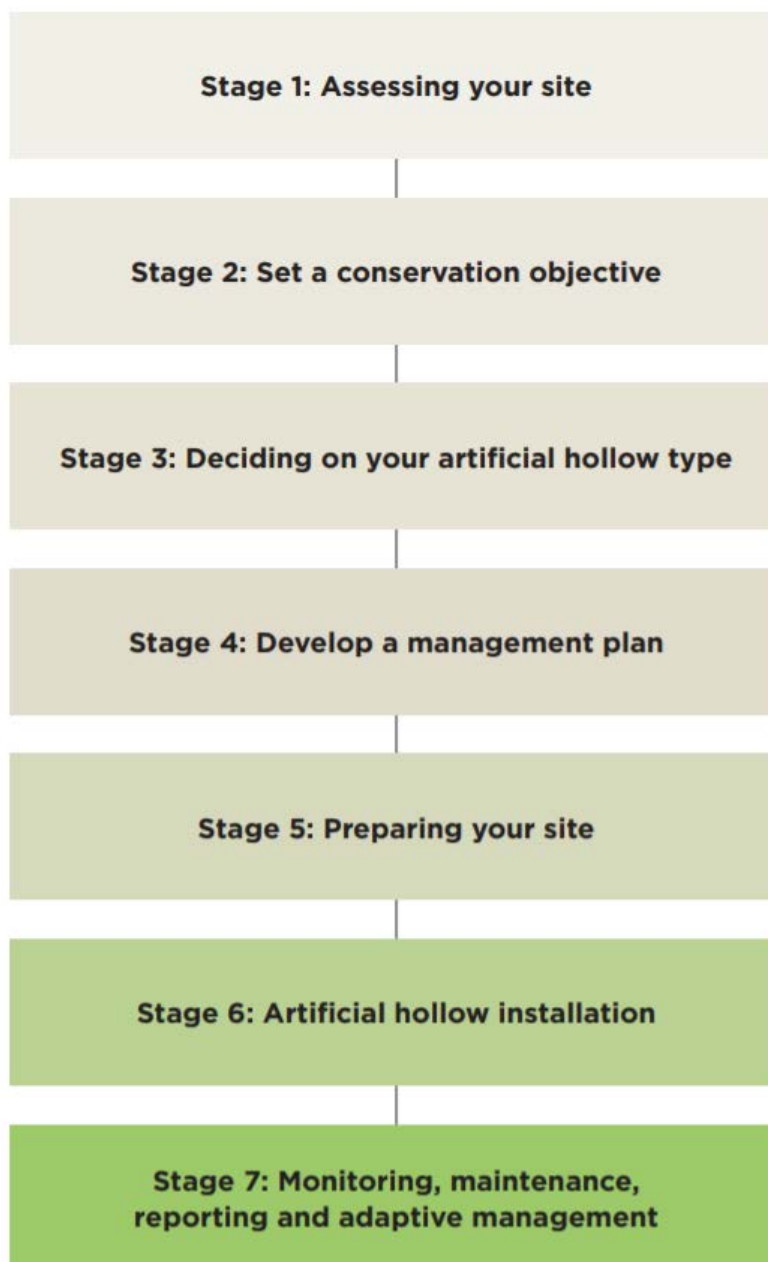 Stage 1: Assessing your site
Stage 2: Set a conservation objective
Stage 3: Deciding on your artificial hollow type
Stage 4: Develop a management plan
Stage 5: Preparing your site
Stage 6: Artificial hollow installation
Stage 7: Monitoring, maintenance,
reporting and adaptive management